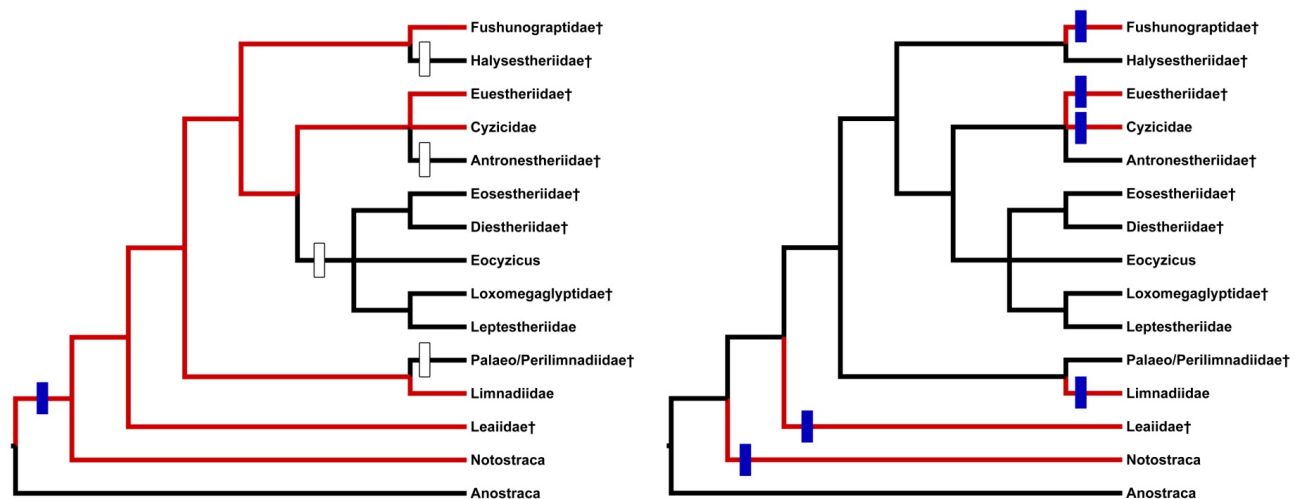 Fushunograptidae†
Halysestheriidae†
Euestheriidae†
Cyzicidae
Antronestheriidae†
Eosestheriidae†
Diestheriidae†
Eocyzicus
Loxomegaglyptidae†
Leptestheriidae
Palaeo/Perilimnadiidae†
Limnadiidae
Leaiidae†
Notostraca
Anostraca
Fushunograptidae†
Halysestheriidae†
Euestheriidae†
Cyzicidae
Antronestheriidae†
Eosestheriidae†
Diestheriidae†
Eocyzicus
Loxomegaglyptidae†
Leptestheriidae
Palaeo/Perilimnadiidae†
Limnadiidae
Leaiidae†
Notostraca
Anostraca